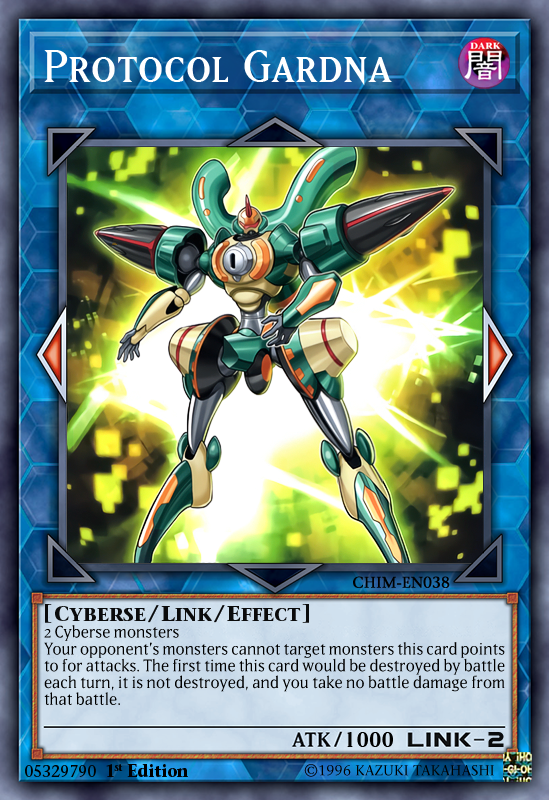 PROTOCOL GARDNA
DARK
闇
CHIM-EN038
[CYBERSE/LINK/EFFECT]
2 Cyberse monsters
Your opponent's monsters cannot target monsters this card points
to for attacks. The first time this card would be destroyed by battle
each turn, it is not destroyed, and you take no battle damage from
that battle.
ATK/1000 LINK-2
05329790 1st Edition ©1996 KAZUKI TAKAHASHI